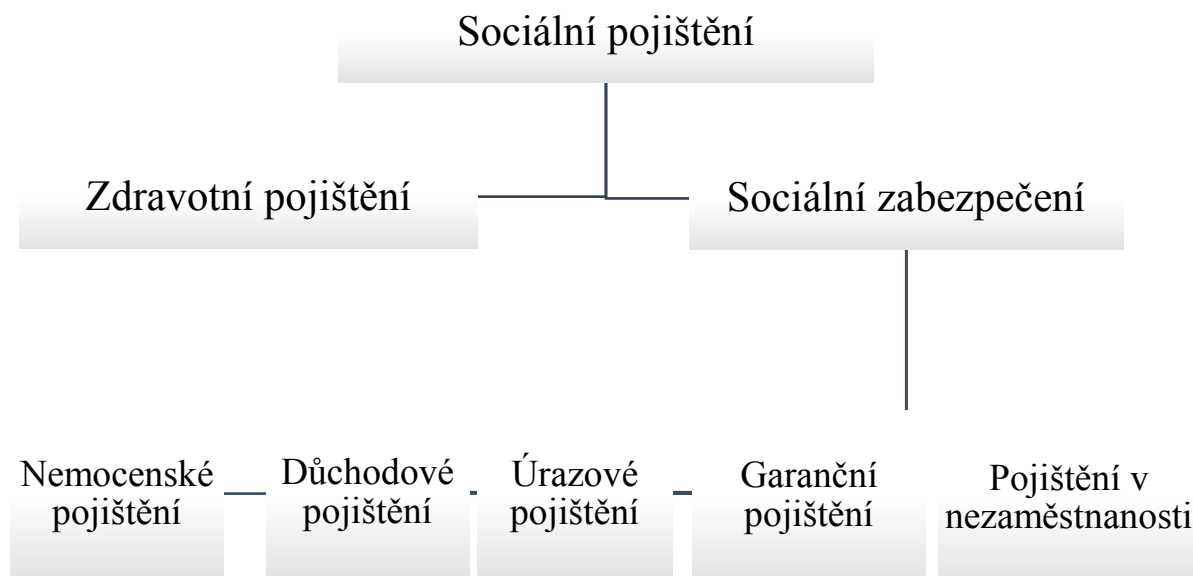 Sociální pojištění
Zdravotní pojištění
Sociální zabezpečení
Nemocenské
pojištění
Důchodové
pojištění
Úrazové
pojištění
Garanční
pojištění
Pojištění v
nezaměstnanosti